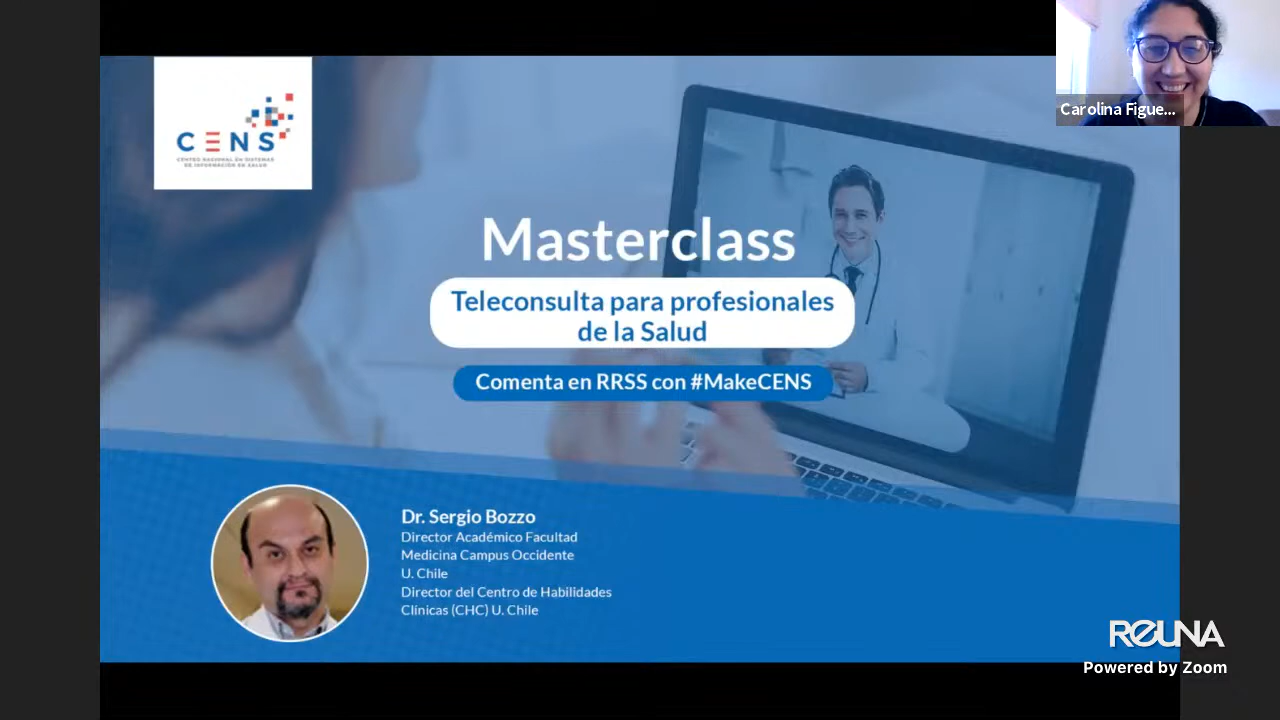 Carolina Figue...
CENS
CENTRO NACIONAL EN SISTEMAS
DE INFORMACIÓN EN SALUD
Masterclass
Teleconsulta para profesionales
de la Salud
Comenta en RRSS con #MakeCENS
Dr. Sergio Bozzo
Director Académico Facultad
Medicina Campus Occidente
U. Chile
Director del Centro de Habilidades
Clínicas (CHC) U. Chile
REUNA
Powered by Zoom